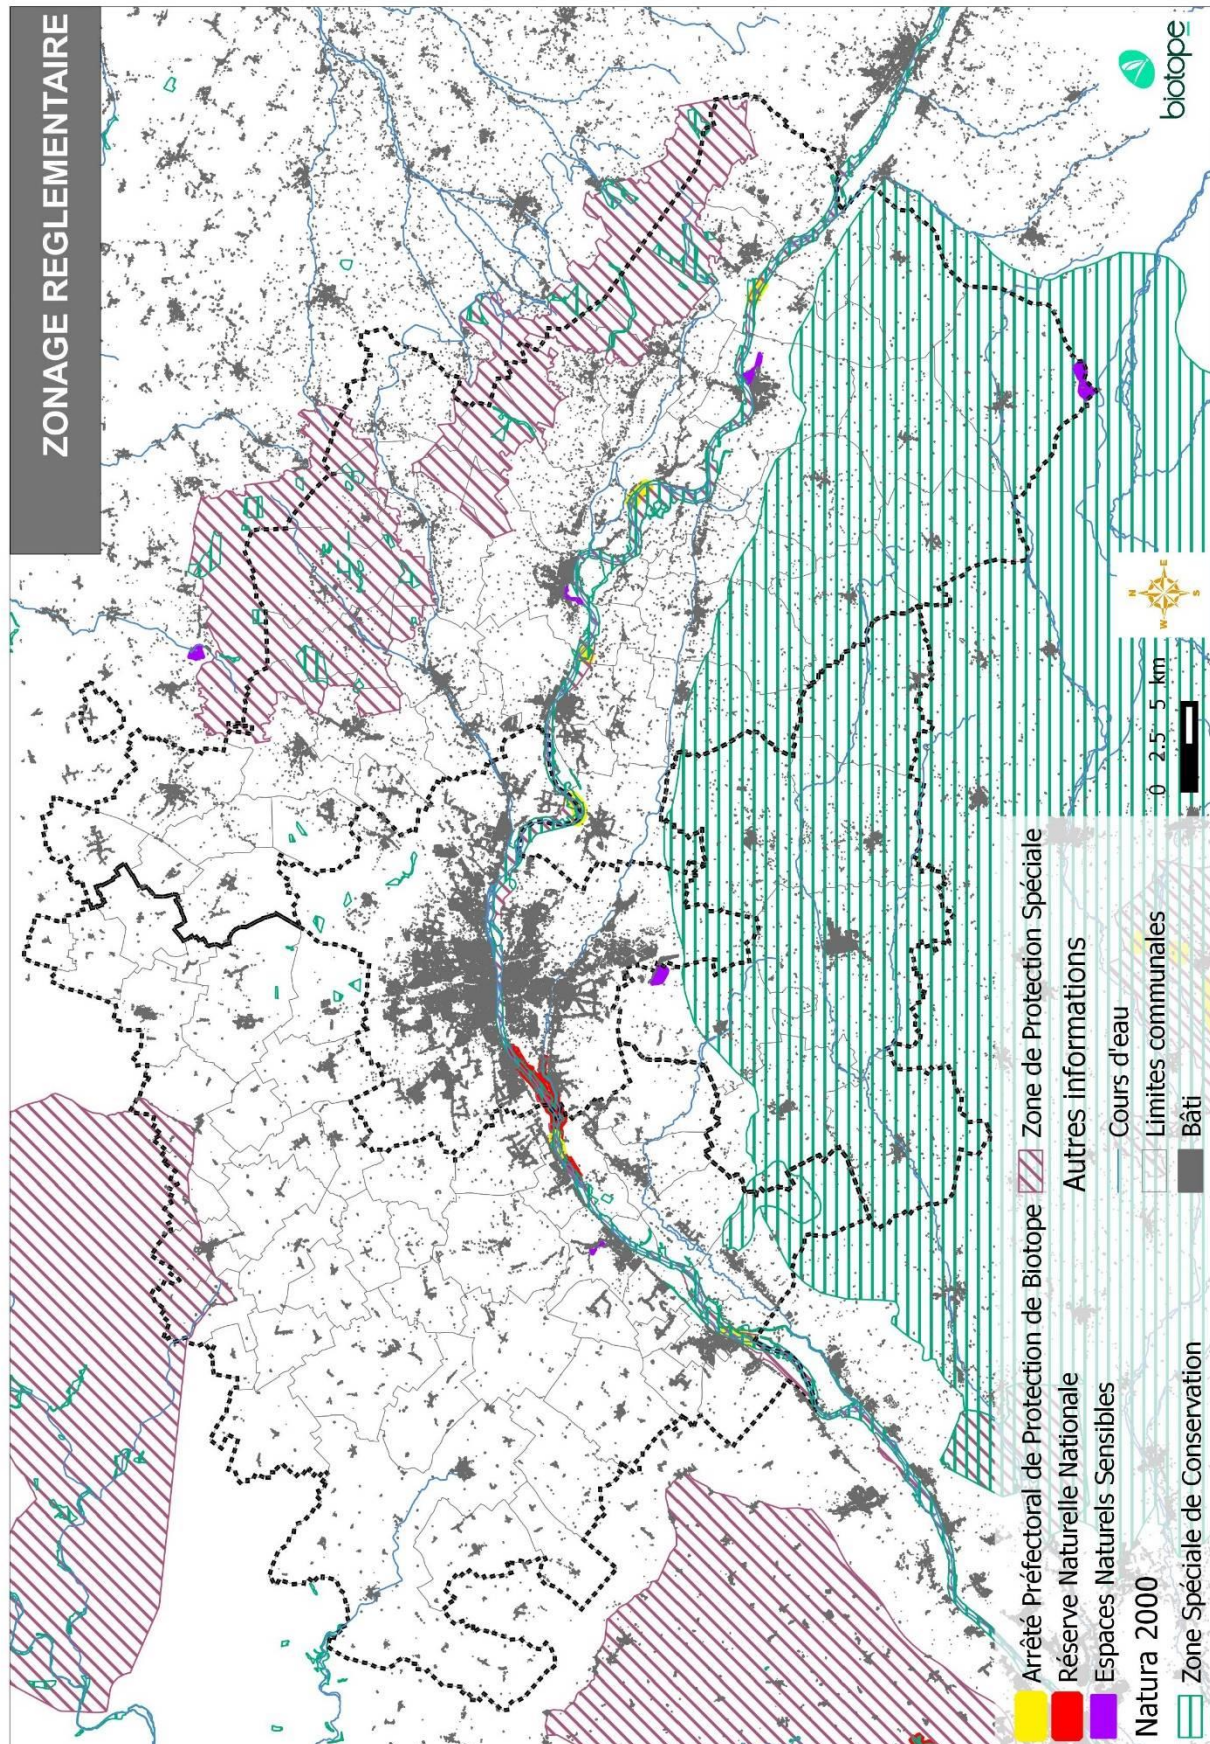 ZONAGE REGLEMENTAIRE
biotope
N
W E
S
0 2.5 5 km
Arrêté Préfectoral de Protection de Biotope
Réserve Naturelle Nationale
Espaces Naturels Sensibles
Natura 2000
Zone Spéciale de Conservation
Zone de Protection Spéciale
Autres informations
Cours d'eau
Limites communales
Bâti